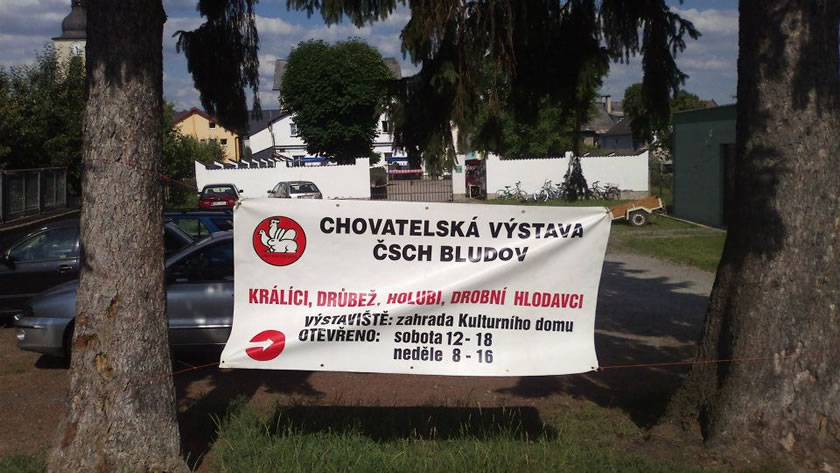 CHOVATELSKÁ VÝSTAVA
ČSCH BLUDOV
KRÁLÍCI, DRŮBEŽ, HOLUBI, DROBNÍ HLODAVCI
VÝSTAVIŠTĚ: zahrada Kulturního domu
OTEVŘENO: sobota 12 - 18
neděle 8 - 16